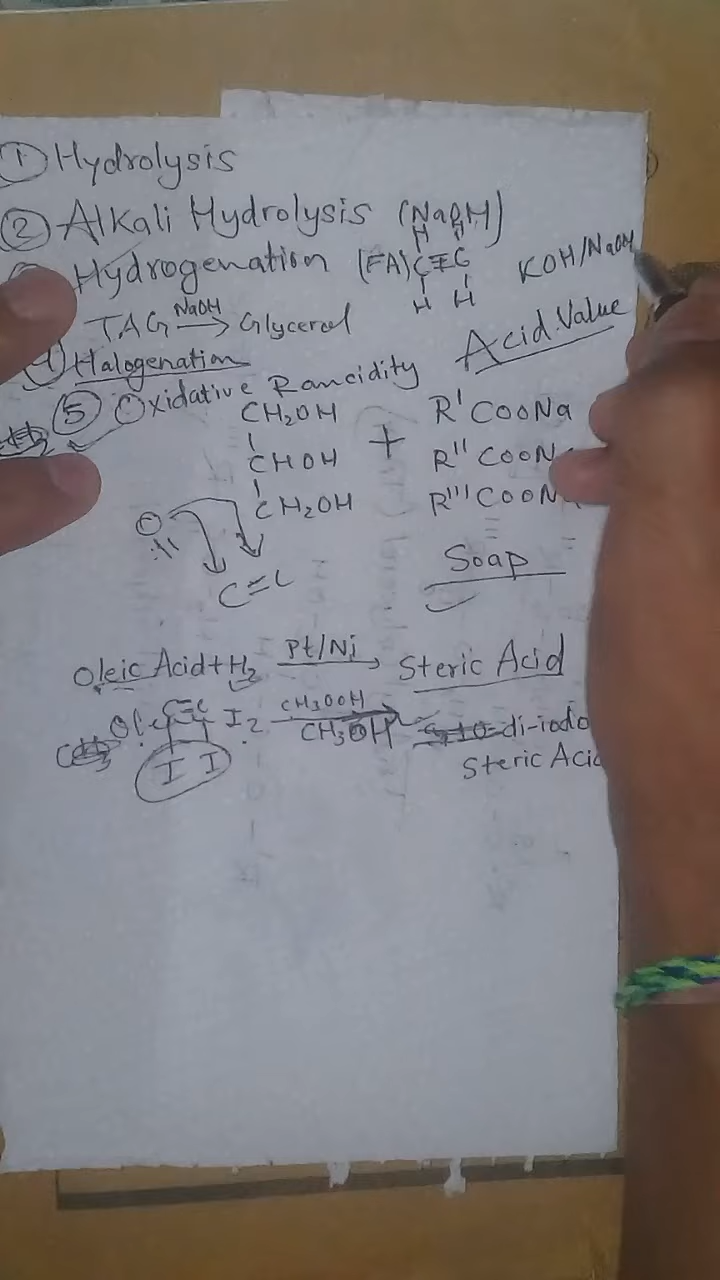 ① Hydrolysis
② Alkali Hydrolysis (NaOH)
H H
Hydrogenation (FA) C=C KOH/NaOH
H H
TAG NaOH → Glycerol
Acid Value
4 Halogenation
⑤ Oxidative Rancidity
CH2OH R' COONa
CHOH + R'' COON
CH2OH R''' COON
O
C=C
Soap
Oleic Acid + H2 Pt/Ni → Steric Acid
Ole C=C I2 CH3OOH CH3OH → di-iodo
I I Steric Acid